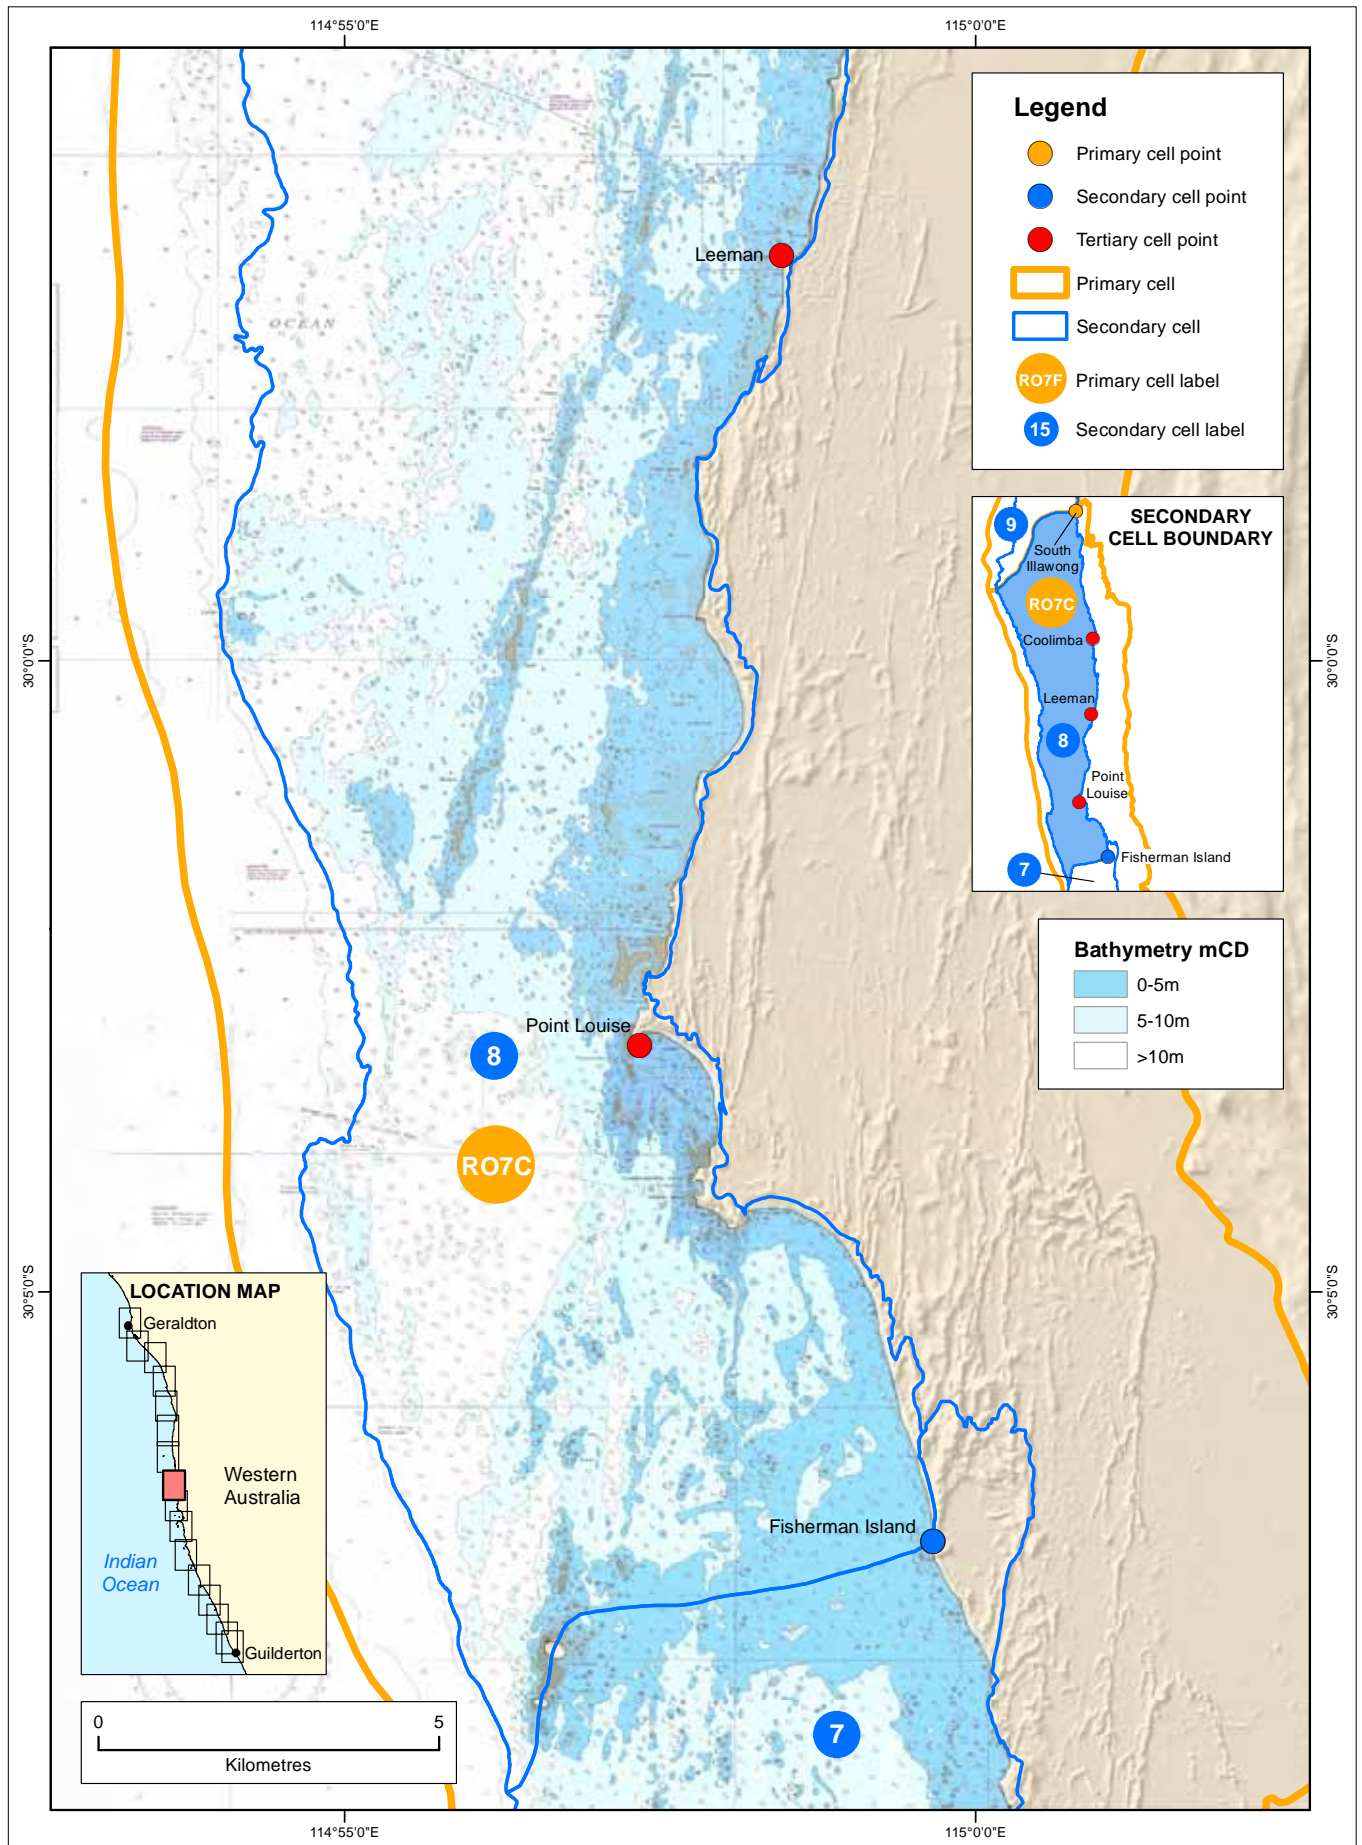 114°55'0"E
115°0'0"E
Legend
Primary cell point
Secondary cell point
Tertiary cell point
Primary cell
Secondary cell
RO7F
Primary cell label
15
Secondary cell label
Leeman
OCEAN
SECONDARY
CELL BOUNDARY
9
South
Illawong
RO7C
Coolimba
Leeman
8
Point
Louise
Fisherman Island
7
30°0'0"S
30°0'0"S
Bathymetry mCD
0-5m
5-10m
>10m
Point Louise
8
RO7C
30°5'0"S
30°5'0"S
LOCATION MAP
Geraldton
Western
Australia
Indian
Ocean
Guilderton
Fisherman Island
7
0
5
Kilometres
114°55'0"E
115°0'0"E